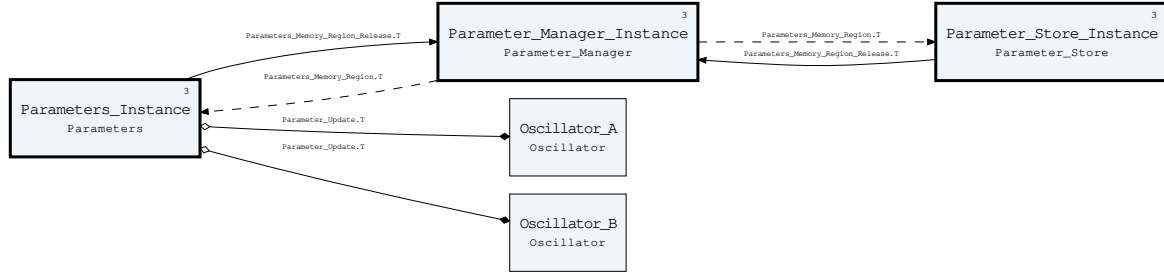 3
Parameters_Instance
Parameters
Parameters_Memory_Region_Release.T
Parameters_Memory_Region.T
Parameter_Update.T
Parameter_Update.T
3
Parameter_Manager_Instance
Parameter_Manager
Oscillator_A
Oscillator
Oscillator_B
Oscillator
Parameters_Memory_Region.T
Parameters_Memory_Region_Release.T
3
Parameter_Store_Instance
Parameter_Store